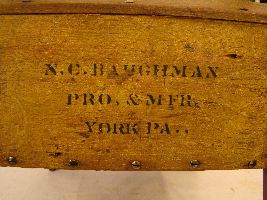 N.C. BAUGHMAN
PRO. & MFR.
YORK PA.